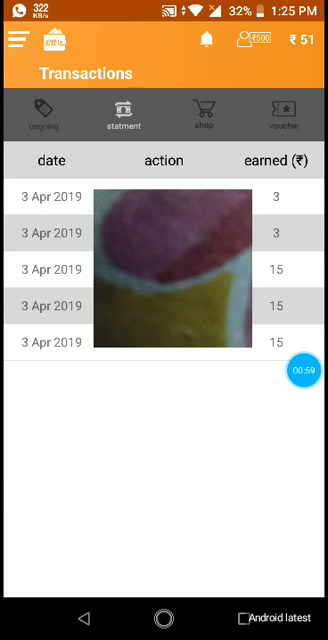 322
KB/s
32%
1:25 PM
₹500
₹ 51
Transactions
ongoing
statment
shop
voucher
date
action
earned (₹)
3 Apr 2019
3
3 Apr 2019
3
3 Apr 2019
15
3 Apr 2019
15
3 Apr 2019
15
00:59
Android latest